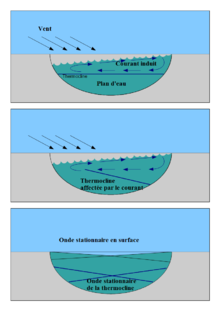 Vent
Courant induit
Thermocline
Plan d'eau
Thermocline
affectée par le courant
Onde stationnaire en surface
Onde stationnaire
de la thermocline